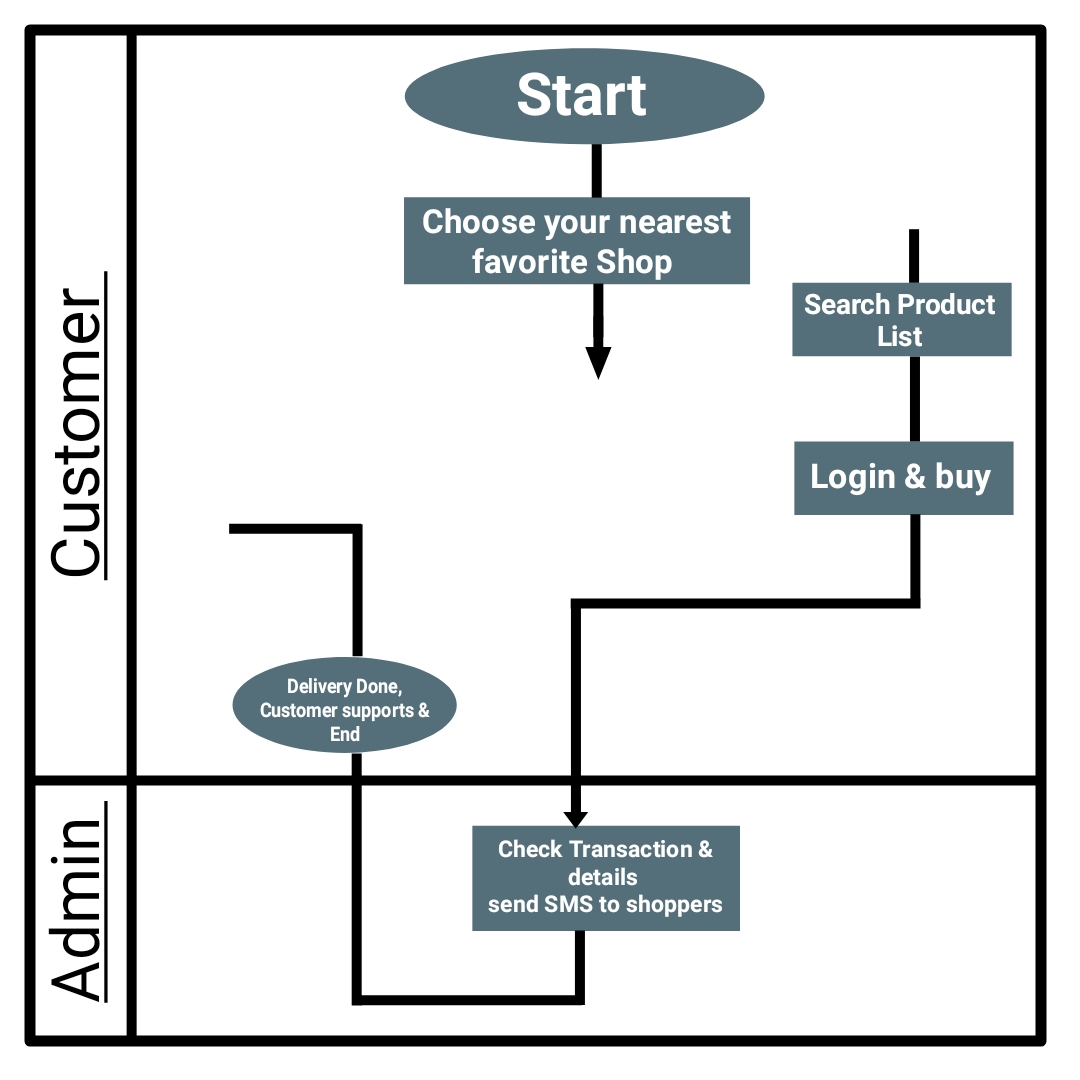 Start
Choose your nearest
favorite Shop
Search Product
List
Login & buy
Customer
Delivery Done,
Customer supports &
End
Admin
Check Transaction &
details
send SMS to shoppers